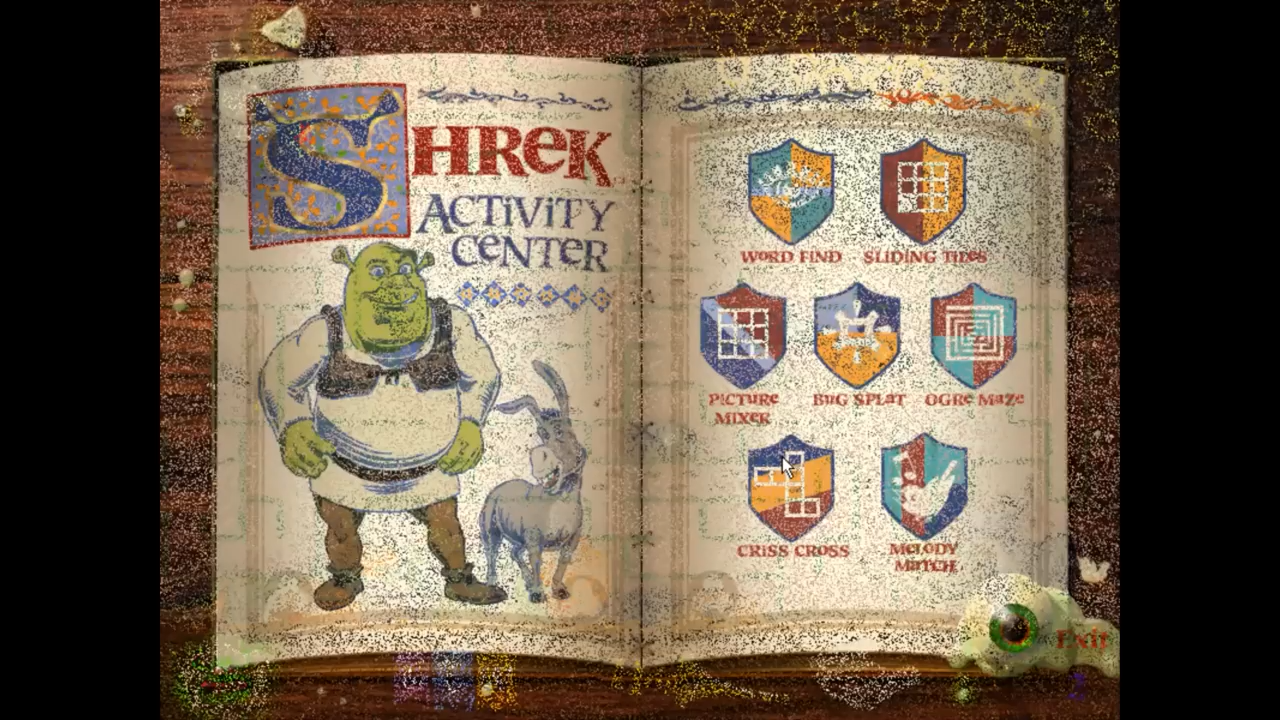 SHREK
ACTIVITY
CENTER
WORD FIND
SLIDING TILES
PICTURE
MIXER
BUG SPLAT
OGRE MAZE
CRISS CROSS
MELODY
MATCH
Exit